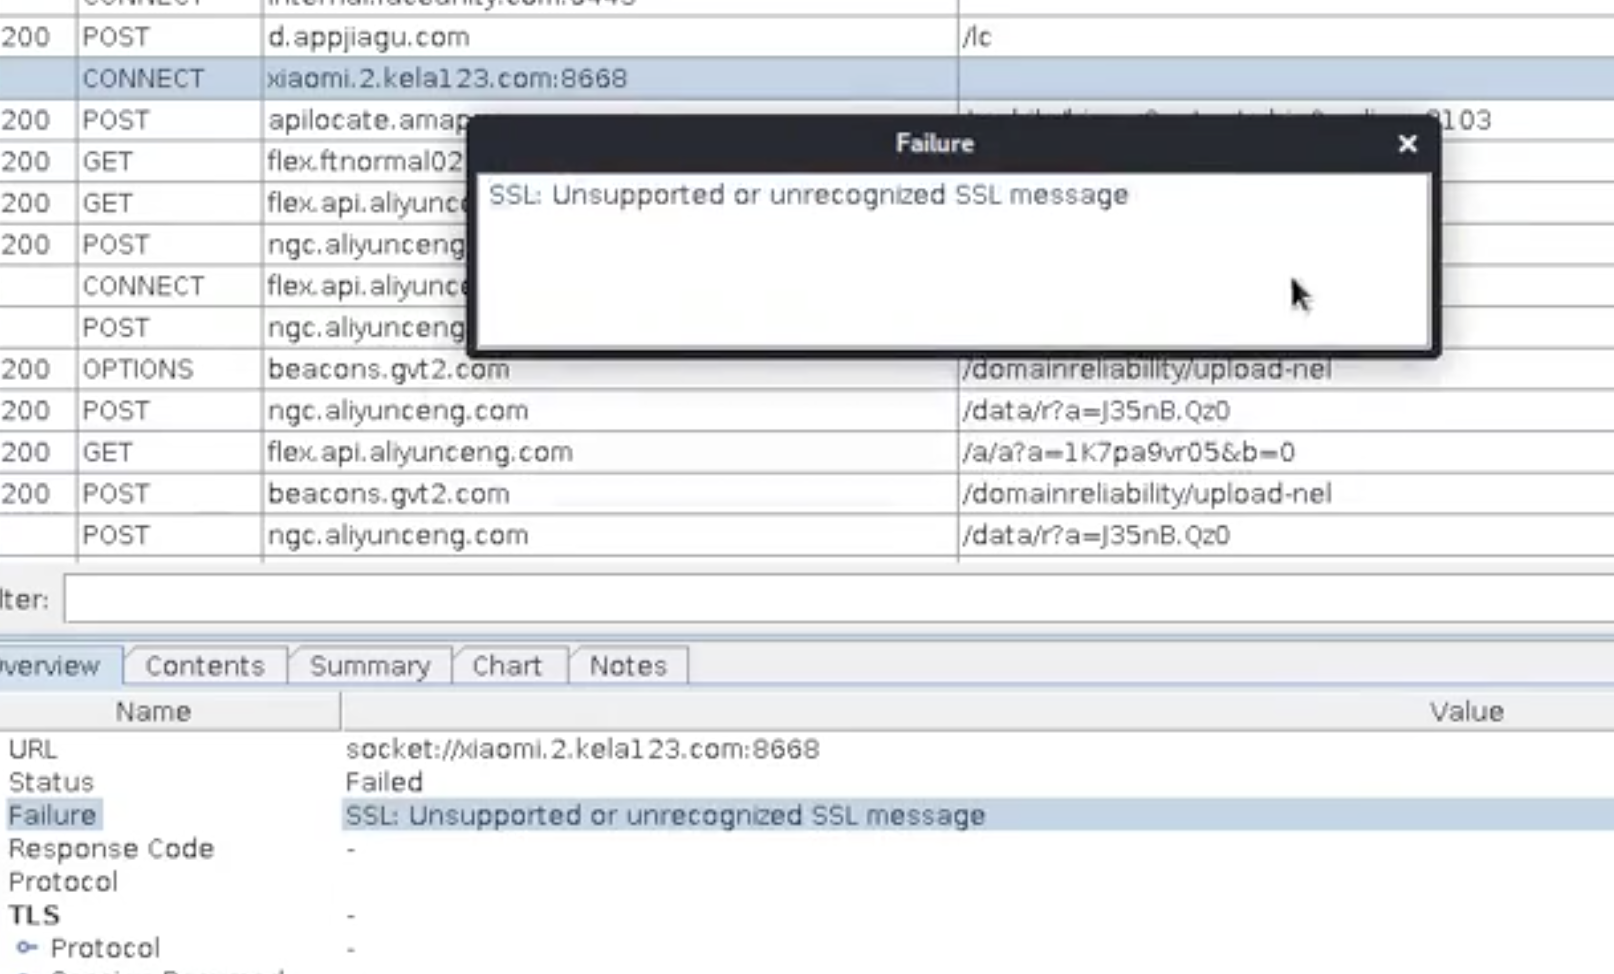 200 POST d.appjiagu.com /lc
CONNECT xiaomi.2.kela123.com:8668
200 POST apilocate.amap 103
Failure
200 GET flex.ftnormal02
SSL: Unsupported or unrecognized SSL message
200 GET flex.api.aliyunc
200 POST ngc.aliyunceng
CONNECT flex.api.aliyunc
POST ngc.aliyunceng
200 OPTIONS beacons.gvt2.com /domainreliability/upload-nel
200 POST ngc.aliyunceng.com /data/r?a=J35nB.Qz0
200 GET flex.api.aliyunceng.com /a/a?a=1K7pa9vr05&b=0
200 POST beacons.gvt2.com /domainreliability/upload-nel
POST ngc.aliyunceng.com /data/r?a=J35nB.Qz0
lter:
verview Contents Summary Chart Notes
Name Value
URL socket://xiaomi.2.kela123.com:8668
Status Failed
Failure SSL: Unsupported or unrecognized SSL message
Response Code -
Protocol
TLS -
Protocol -